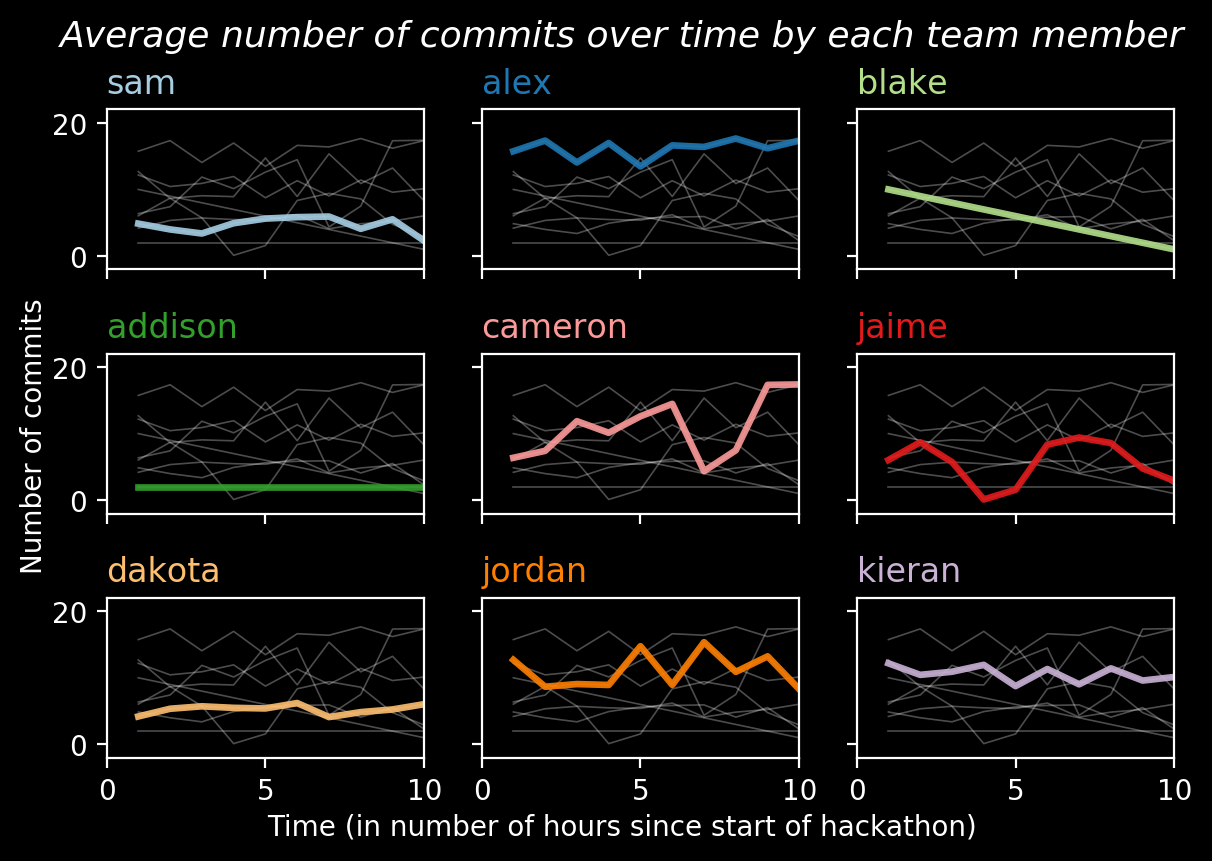 Average number of commits over time by each team member
sam
alex
blake
20
0
addison
cameron
jaime
20
0
Number of commits
dakota
jordan
kieran
20
0
0 5 10 0 5 10 0 5 10
Time (in number of hours since start of hackathon)